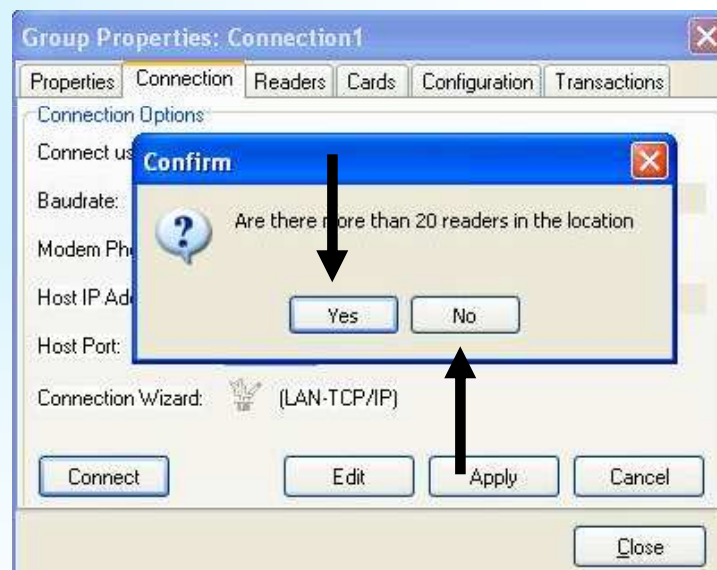 Group Properties: Connection1
Properties Connection Readers Cards Configuration Transactions
Connection Options
Connect us
Confirm
Baudrate:
Are there more than 20 readers in the location
Modem Ph
Host IP Ad
Yes No
Host Port:
Connection Wizard: (LAN-TCP/IP)
Connect Edit Apply Cancel
Close